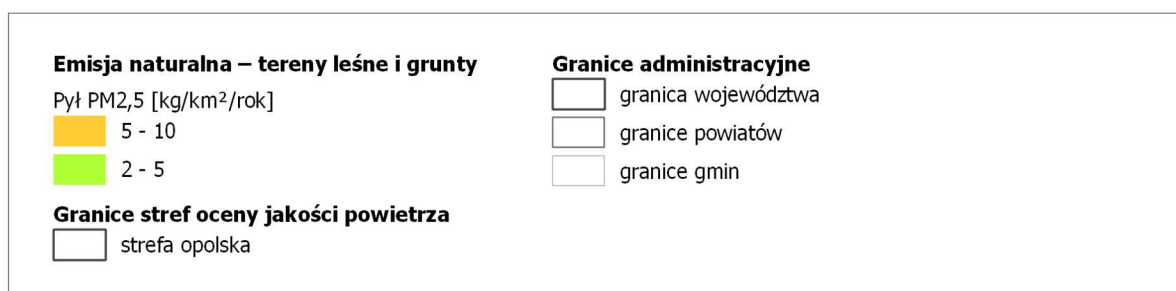 Emisja naturalna – tereny leśne i grunty
Pył PM2,5 [kg/km²/rok]
5 - 10
2 - 5
Granice stref oceny jakości powietrza
strefa opolska
Granice administracyjne
granica województwa
granice powiatów
granice gmin